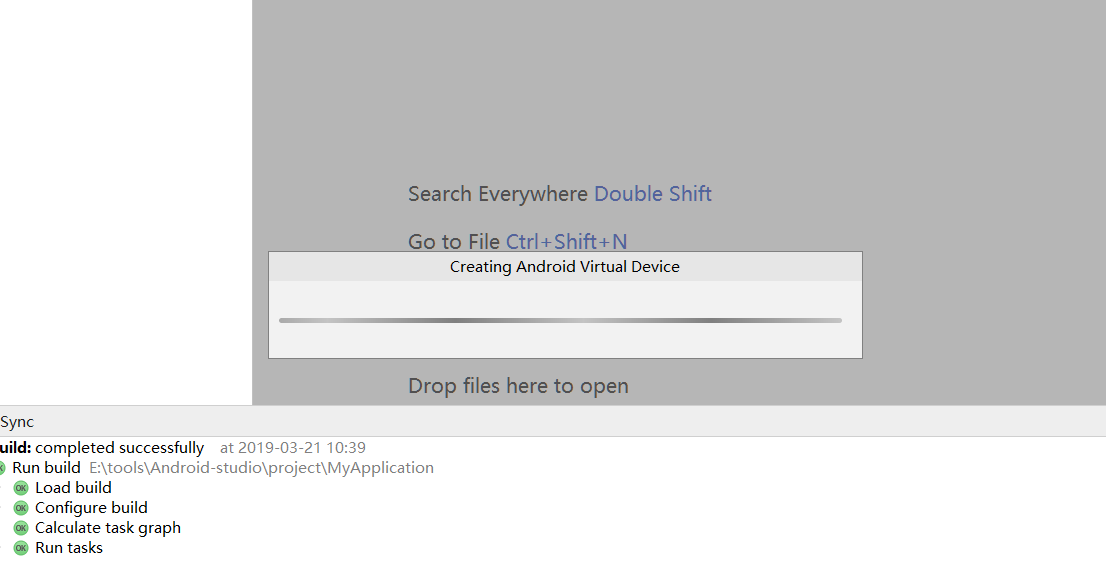 Search Everywhere Double Shift
Go to File Ctrl+Shift+N
Creating Android Virtual Device
Drop files here to open
Sync
uild: completed successfully at 2019-03-21 10:39
Run build E:\tools\Android-studio\project\MyApplication
OK Load build
OK Configure build
OK Calculate task graph
OK Run tasks